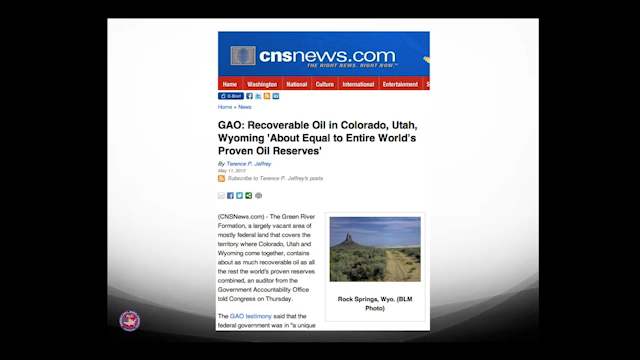 cnsnews.com
THE RIGHT NEWS. RIGHT NOW.™
Home Washington National Culture International Entertainment S
E-Brief
Home » News
GAO: Recoverable Oil in Colorado, Utah,
Wyoming 'About Equal to Entire World's
Proven Oil Reserves'
By Terence P. Jeffrey
May 11, 2012
Subscribe to Terence P. Jeffrey's posts
(CNSNews.com) - The Green River
Formation, a largely vacant area of
mostly federal land that covers the
territory where Colorado, Utah and
Wyoming come together, contains
about as much recoverable oil as all
the rest the world's proven reserves
combined, an auditor from the
Government Accountability Office
told Congress on Thursday.
Rock Springs, Wyo. (BLM
Photo)
The GAO testimony said that the
federal government was in "a unique